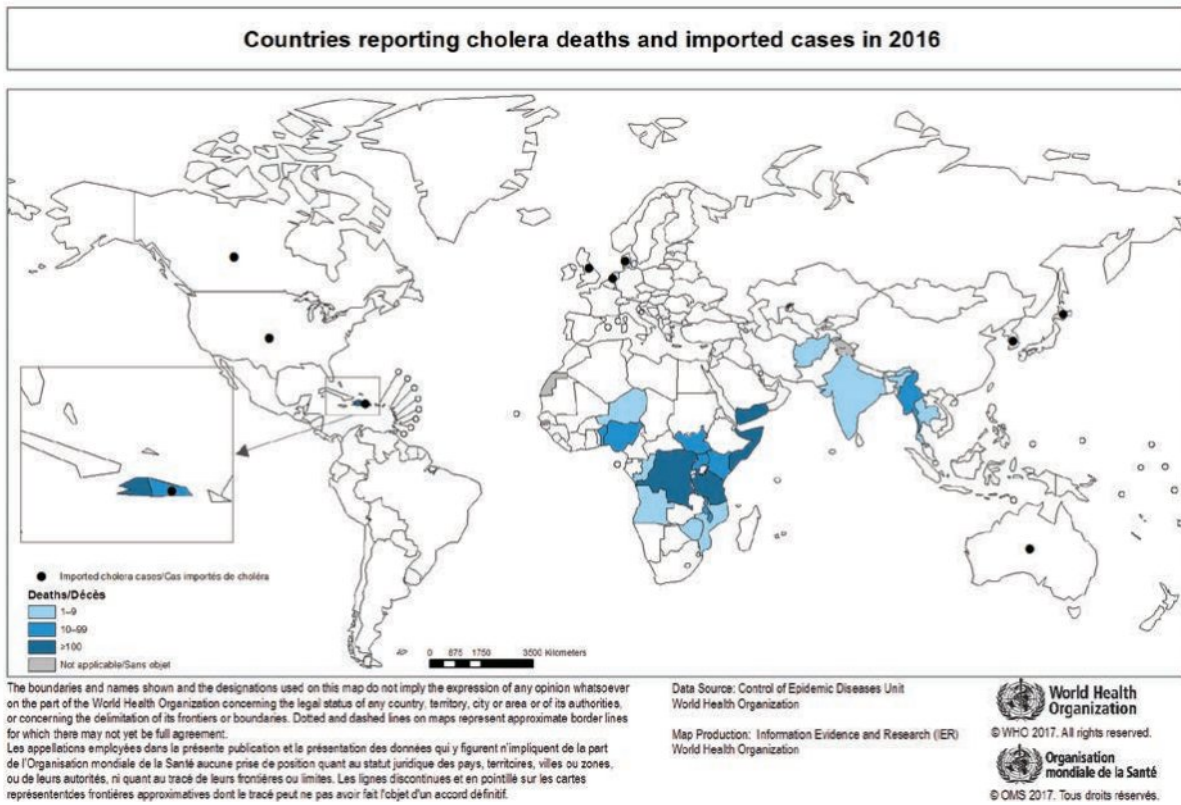 Countries reporting cholera deaths and imported cases in 2016
Imported cholera cases/Cas importés de choléra
Deaths/Décès
1–9
10–99
≥100
Not applicable/Sans objet
0 875 1750 3500 Kilometers
The boundaries and names shown and the designations used on this map do not imply the expression of any opinion whatsoever
on the part of the World Health Organization concerning the legal status of any country, territory, city or area or of its authorities,
or concerning the delimitation of its frontiers or boundaries. Dotted and dashed lines on maps represent approximate border lines
for which there may not yet be full agreement.
Les appellations employées dans la présente publication et la présentation des données qui y figurent n'impliquent de la part
de l'Organisation mondiale de la Santé aucune prise de position quant au statut juridique des pays, territoires, villes ou zones,
ou de leurs autorités, ni quant au tracé de leurs frontières ou limites. Les lignes discontinues et en pointillé sur les cartes
représententdes frontières approximatives dont le tracé peut ne pas avoir fait l'objet d'un accord définitif.
Data Source: Control of Epidemic Diseases Unit
World Health Organization
Map Production: Information Evidence and Research (IER)
World Health Organization
World Health
Organization
© WHO 2017. All rights reserved.
Organisation
mondiale de la Santé
© OMS 2017. Tous droits réservés.